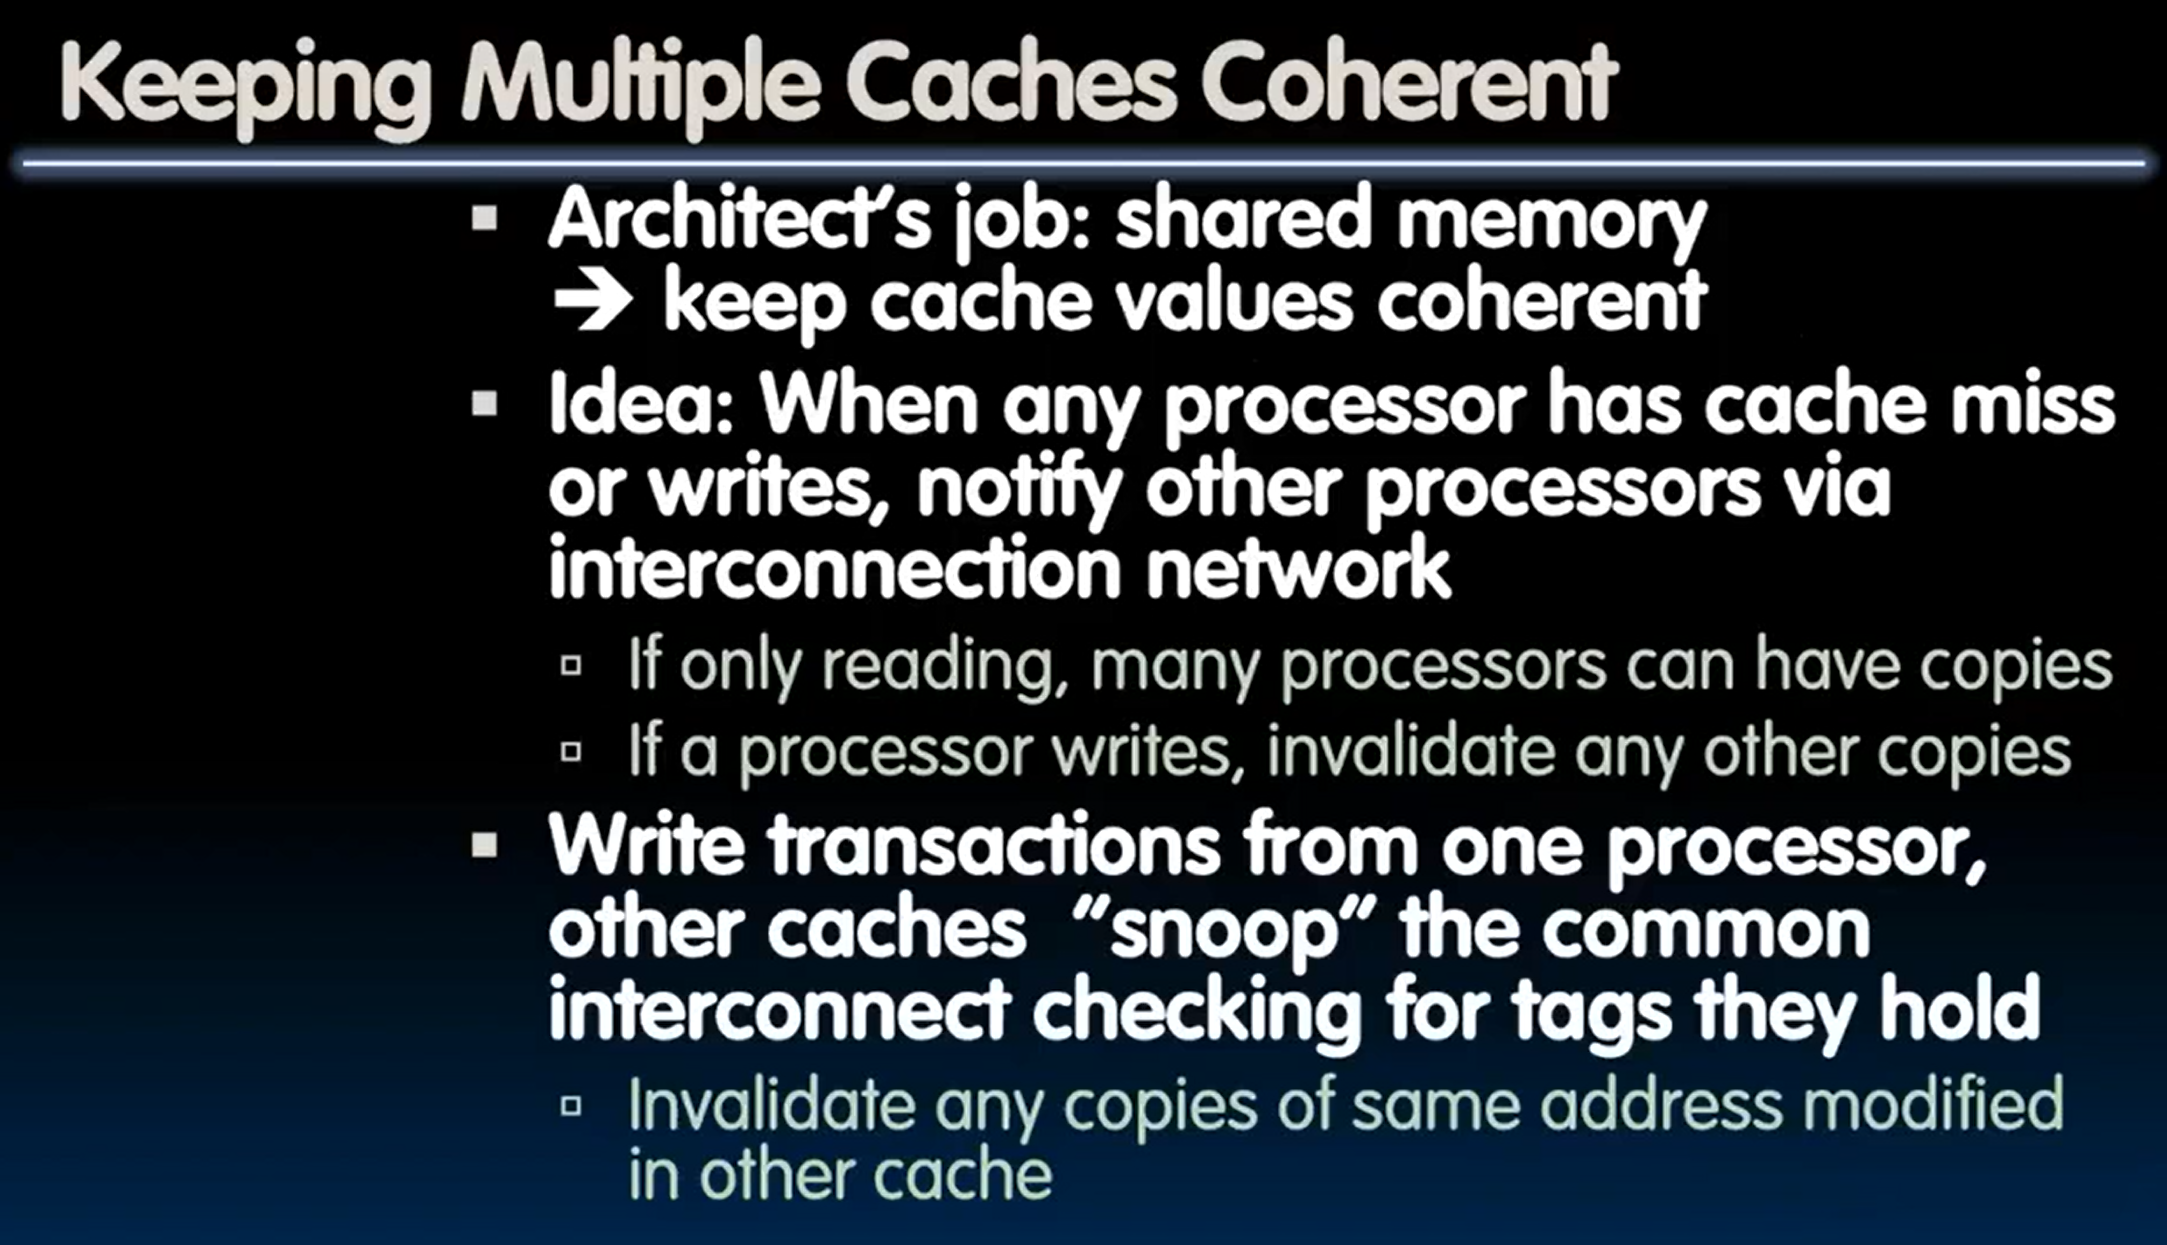 Keeping Multiple Caches Coherent
▪ Architect's job: shared memory
➔ keep cache values coherent
▪ Idea: When any processor has cache miss
or writes, notify other processors via
interconnection network
▫ If only reading, many processors can have copies
▫ If a processor writes, invalidate any other copies
▪ Write transactions from one processor,
other caches "snoop" the common
interconnect checking for tags they hold
▫ Invalidate any copies of same address modified
in other cache